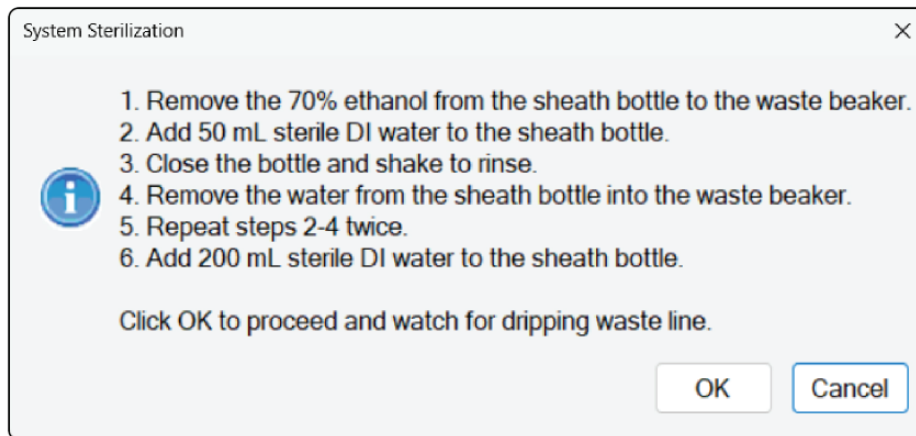 System Sterilization
1. Remove the 70% ethanol from the sheath bottle to the waste beaker.
2. Add 50 mL sterile DI water to the sheath bottle.
3. Close the bottle and shake to rinse.
4. Remove the water from the sheath bottle into the waste beaker.
5. Repeat steps 2-4 twice.
6. Add 200 mL sterile DI water to the sheath bottle.
Click OK to proceed and watch for dripping waste line.
OK Cancel